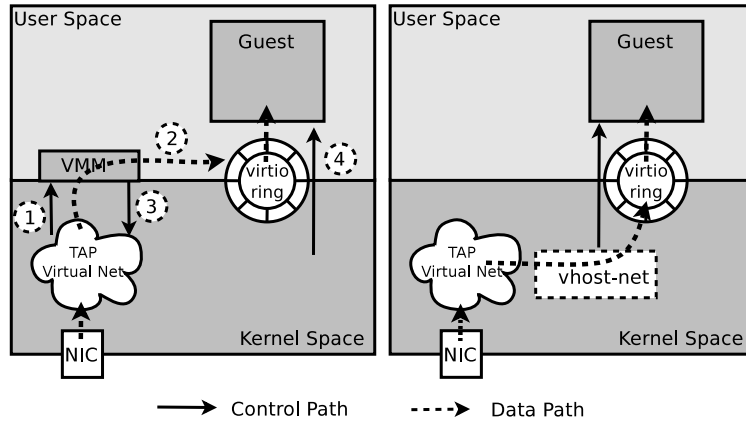 User Space
Guest
2
VMM
virtio
ring
4
1
3
TAP
Virtual Net
Kernel Space
NIC
User Space
Guest
virtio
ring
TAP
Virtual Net
vhost-net
Kernel Space
NIC
Control Path
Data Path